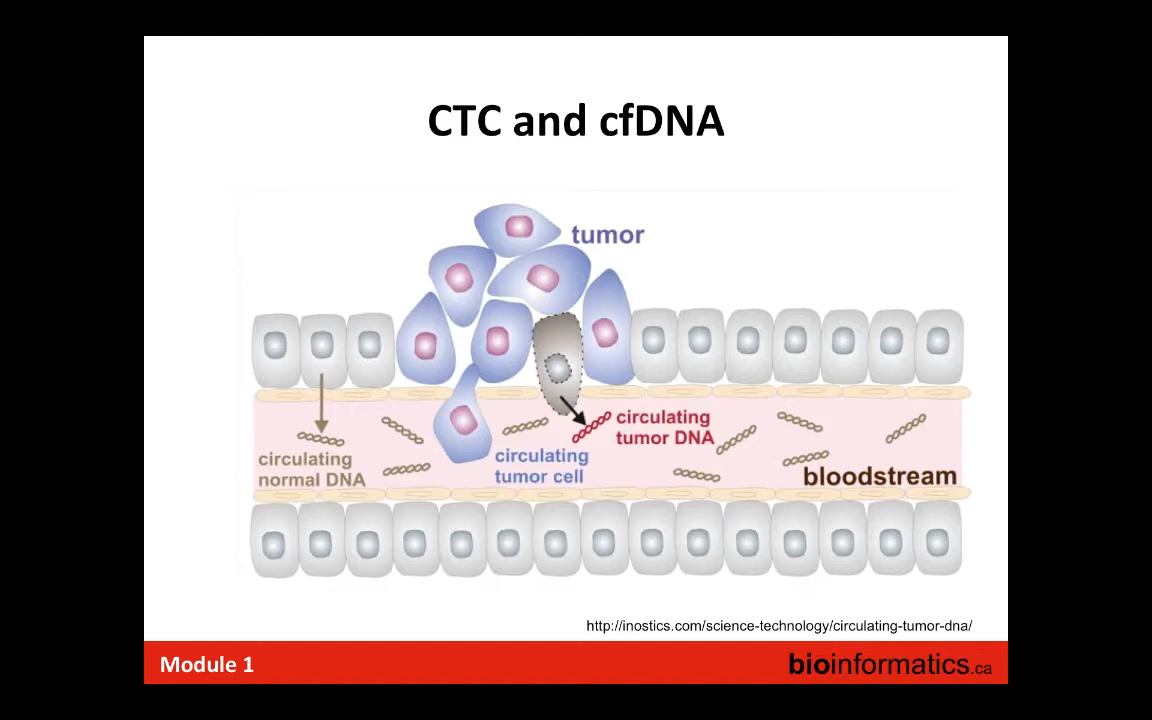 CTC and cfDNA
tumor
circulating
tumor DNA
circulating
normal DNA
circulating
tumor cell
bloodstream
http://inostics.com/science-technology/circulating-tumor-dna/
Module 1
bioinformatics.ca